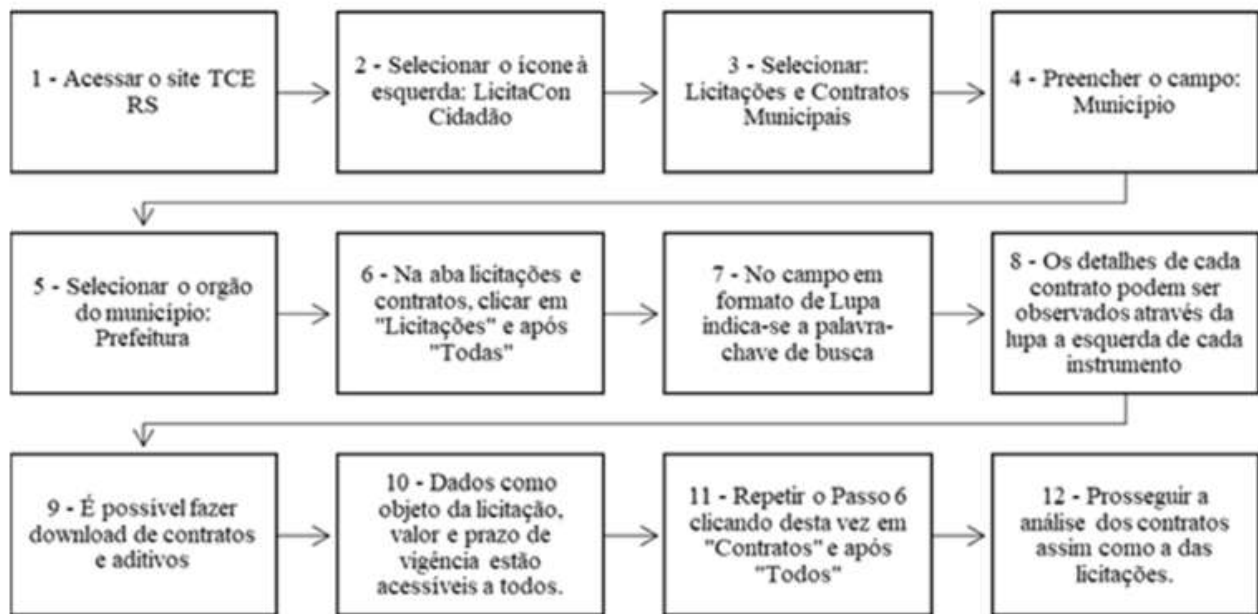 1 - Acessar o site TCE
RS
2 - Selecionar o ícone à
esquerda: LicitaCon
Cidadão
3 - Selecionar:
Licitações e Contratos
Municipais
4 - Preencher o campo:
Município
5 - Selecionar o orgão
do município:
Prefeitura
6 - Na aba licitações e
contratos, clicar em
"Licitações" e após
"Todas"
7 - No campo em
formato de Lupa
indica-se a palavra-
chave de busca
8 - Os detalhes de cada
contrato podem ser
observados através da
lupa a esquerda de cada
instrumento
9 - É possível fazer
download de contratos
e aditivos
10 - Dados como
objeto da licitação,
valor e prazo de
vigência estão
acessíveis a todos.
11 - Repetir o Passo 6
clicando desta vez em
"Contratos" e após
"Todos"
12 - Prosseguir a
análise dos contratos
assim como a das
licitações.